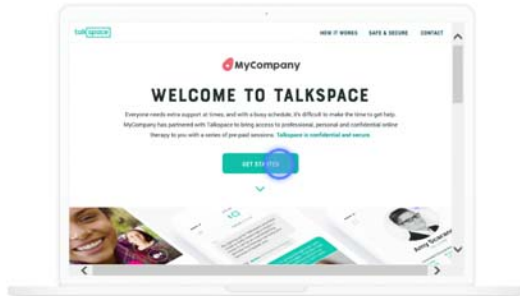 talkspace
HOW IT WORKS SAFE & SECURE CONTACT
MyCompany
WELCOME TO TALKSPACE
Everyone needs extra support at times, and with a busy schedule, it's difficult to make the time to get help.
MyCompany has partnered with Talkspace to bring access to professional, personal and confidential online
therapy to you with a series of pre-paid sessions. Talkspace is confidential and secure
GET STARTED